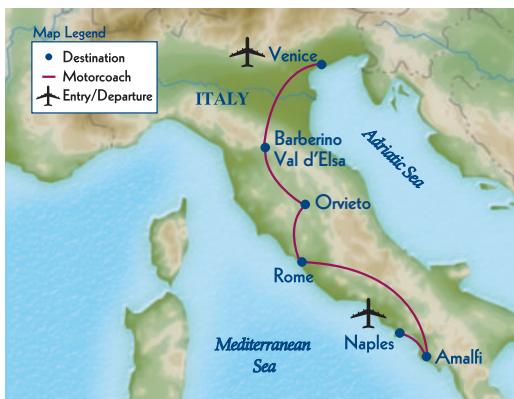 Map Legend
Destination
Motorcoach
Entry/Departure
Venice
ITALY
Barberino
Val d'Elsa
Adriatic Sea
Orvieto
Rome
Naples
Mediterranean
Sea
Amalfi